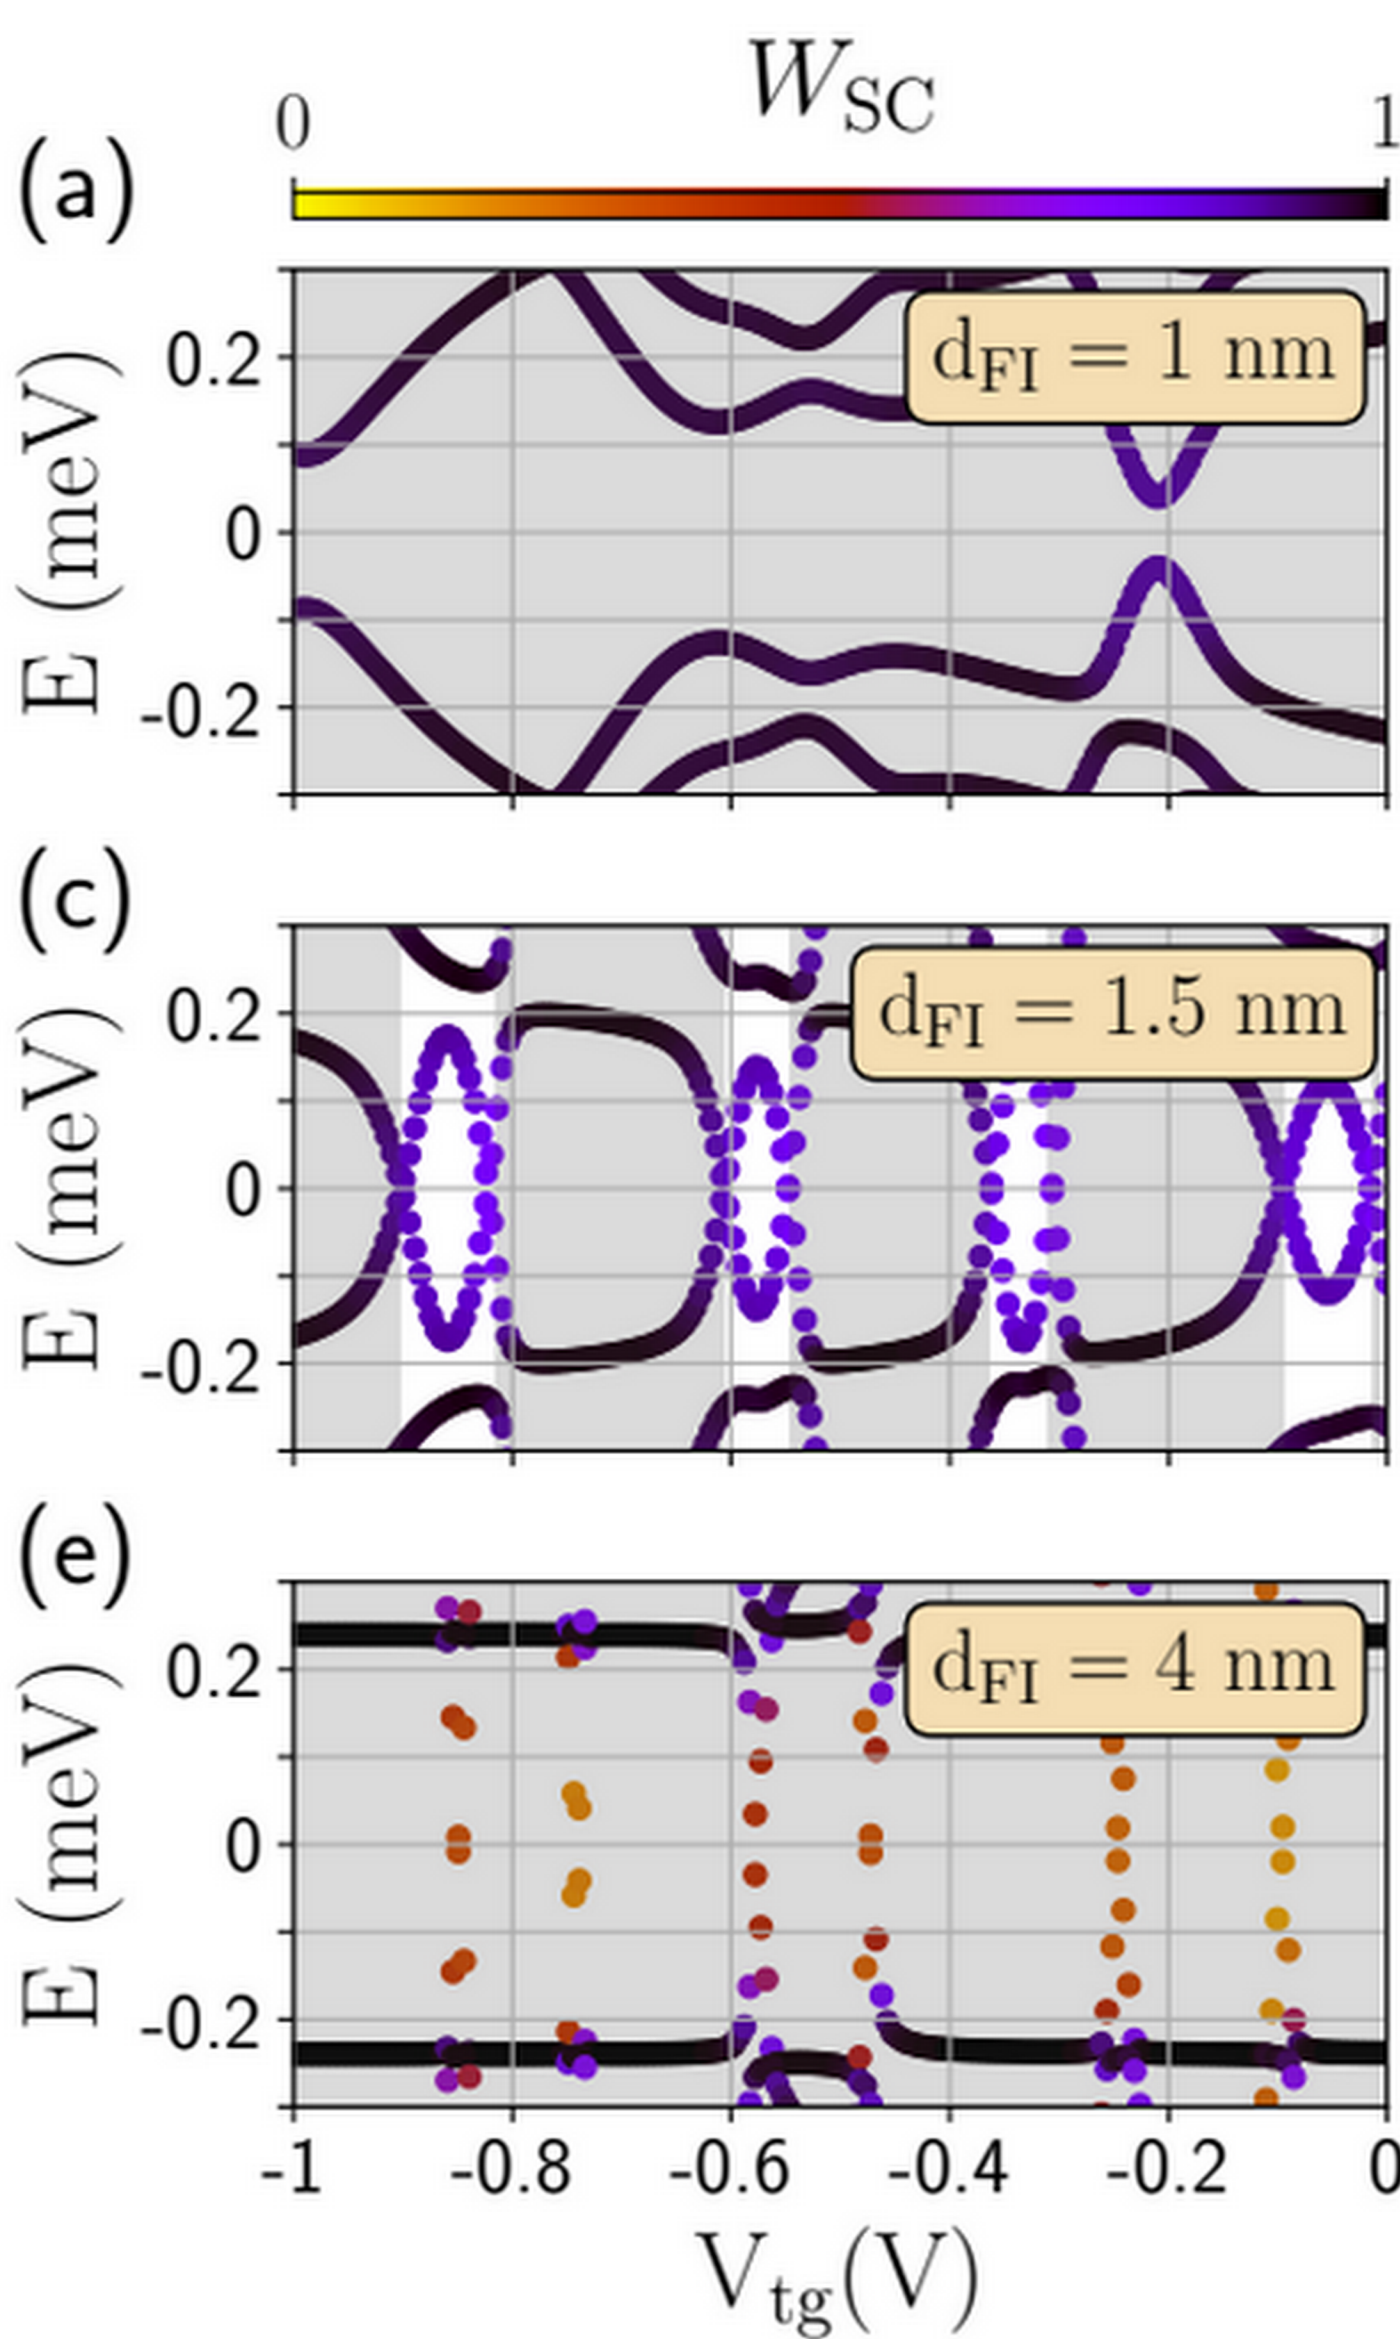 W_SC
0 1
(a)
E (meV)
0.2
0
-0.2
d_FI = 1 nm
(c)
E (meV)
0.2
0
-0.2
d_FI = 1.5 nm
(e)
E (meV)
0.2
0
-0.2
d_FI = 4 nm
-1 -0.8 -0.6 -0.4 -0.2 0
V_tg(V)